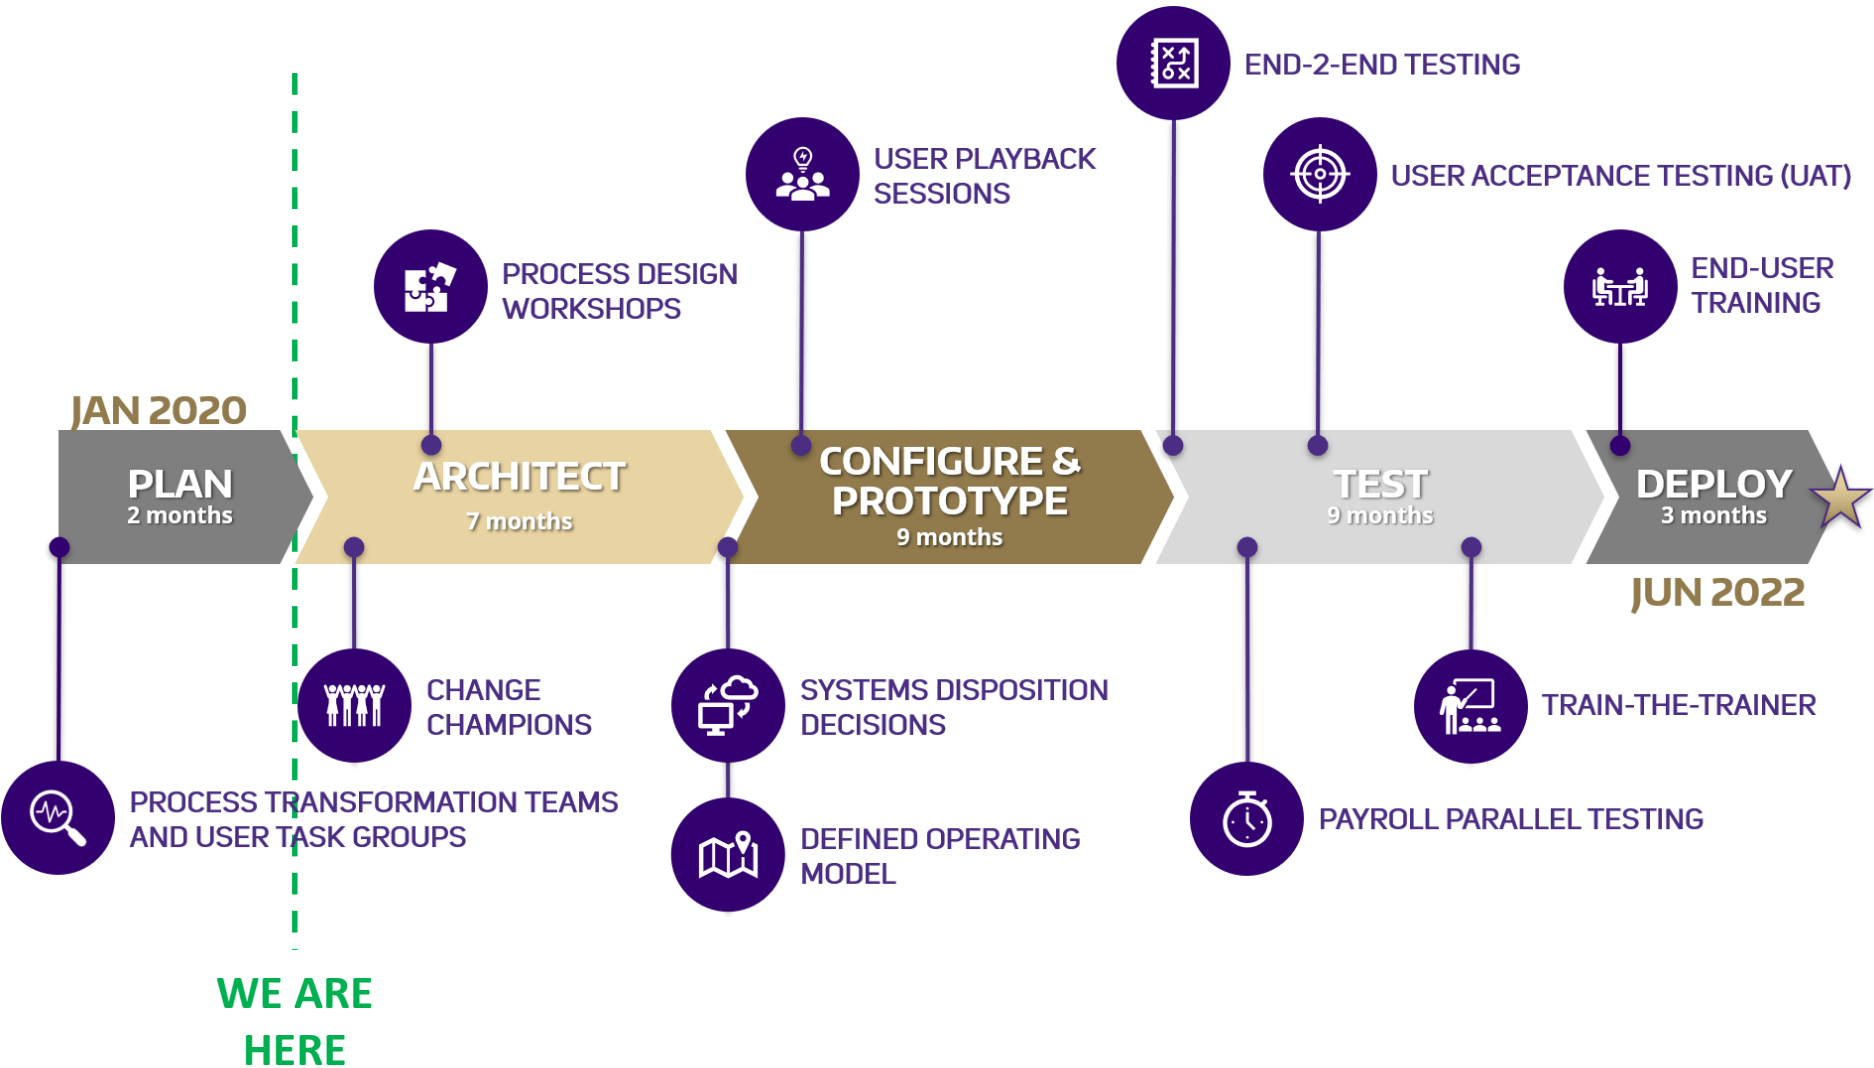 END-2-END TESTING
USER PLAYBACK
SESSIONS
USER ACCEPTANCE TESTING (UAT)
PROCESS DESIGN
WORKSHOPS
END-USER
TRAINING
JAN 2020
PLAN
2 months
ARCHITECT
7 months
CONFIGURE &
PROTOTYPE
9 months
TEST
9 months
DEPLOY
3 months
JUN 2022
CHANGE
CHAMPIONS
SYSTEMS DISPOSITION
DECISIONS
TRAIN-THE-TRAINER
PROCESS TRANSFORMATION TEAMS
AND USER TASK GROUPS
PAYROLL PARALLEL TESTING
DEFINED OPERATING
MODEL
WE ARE
HERE